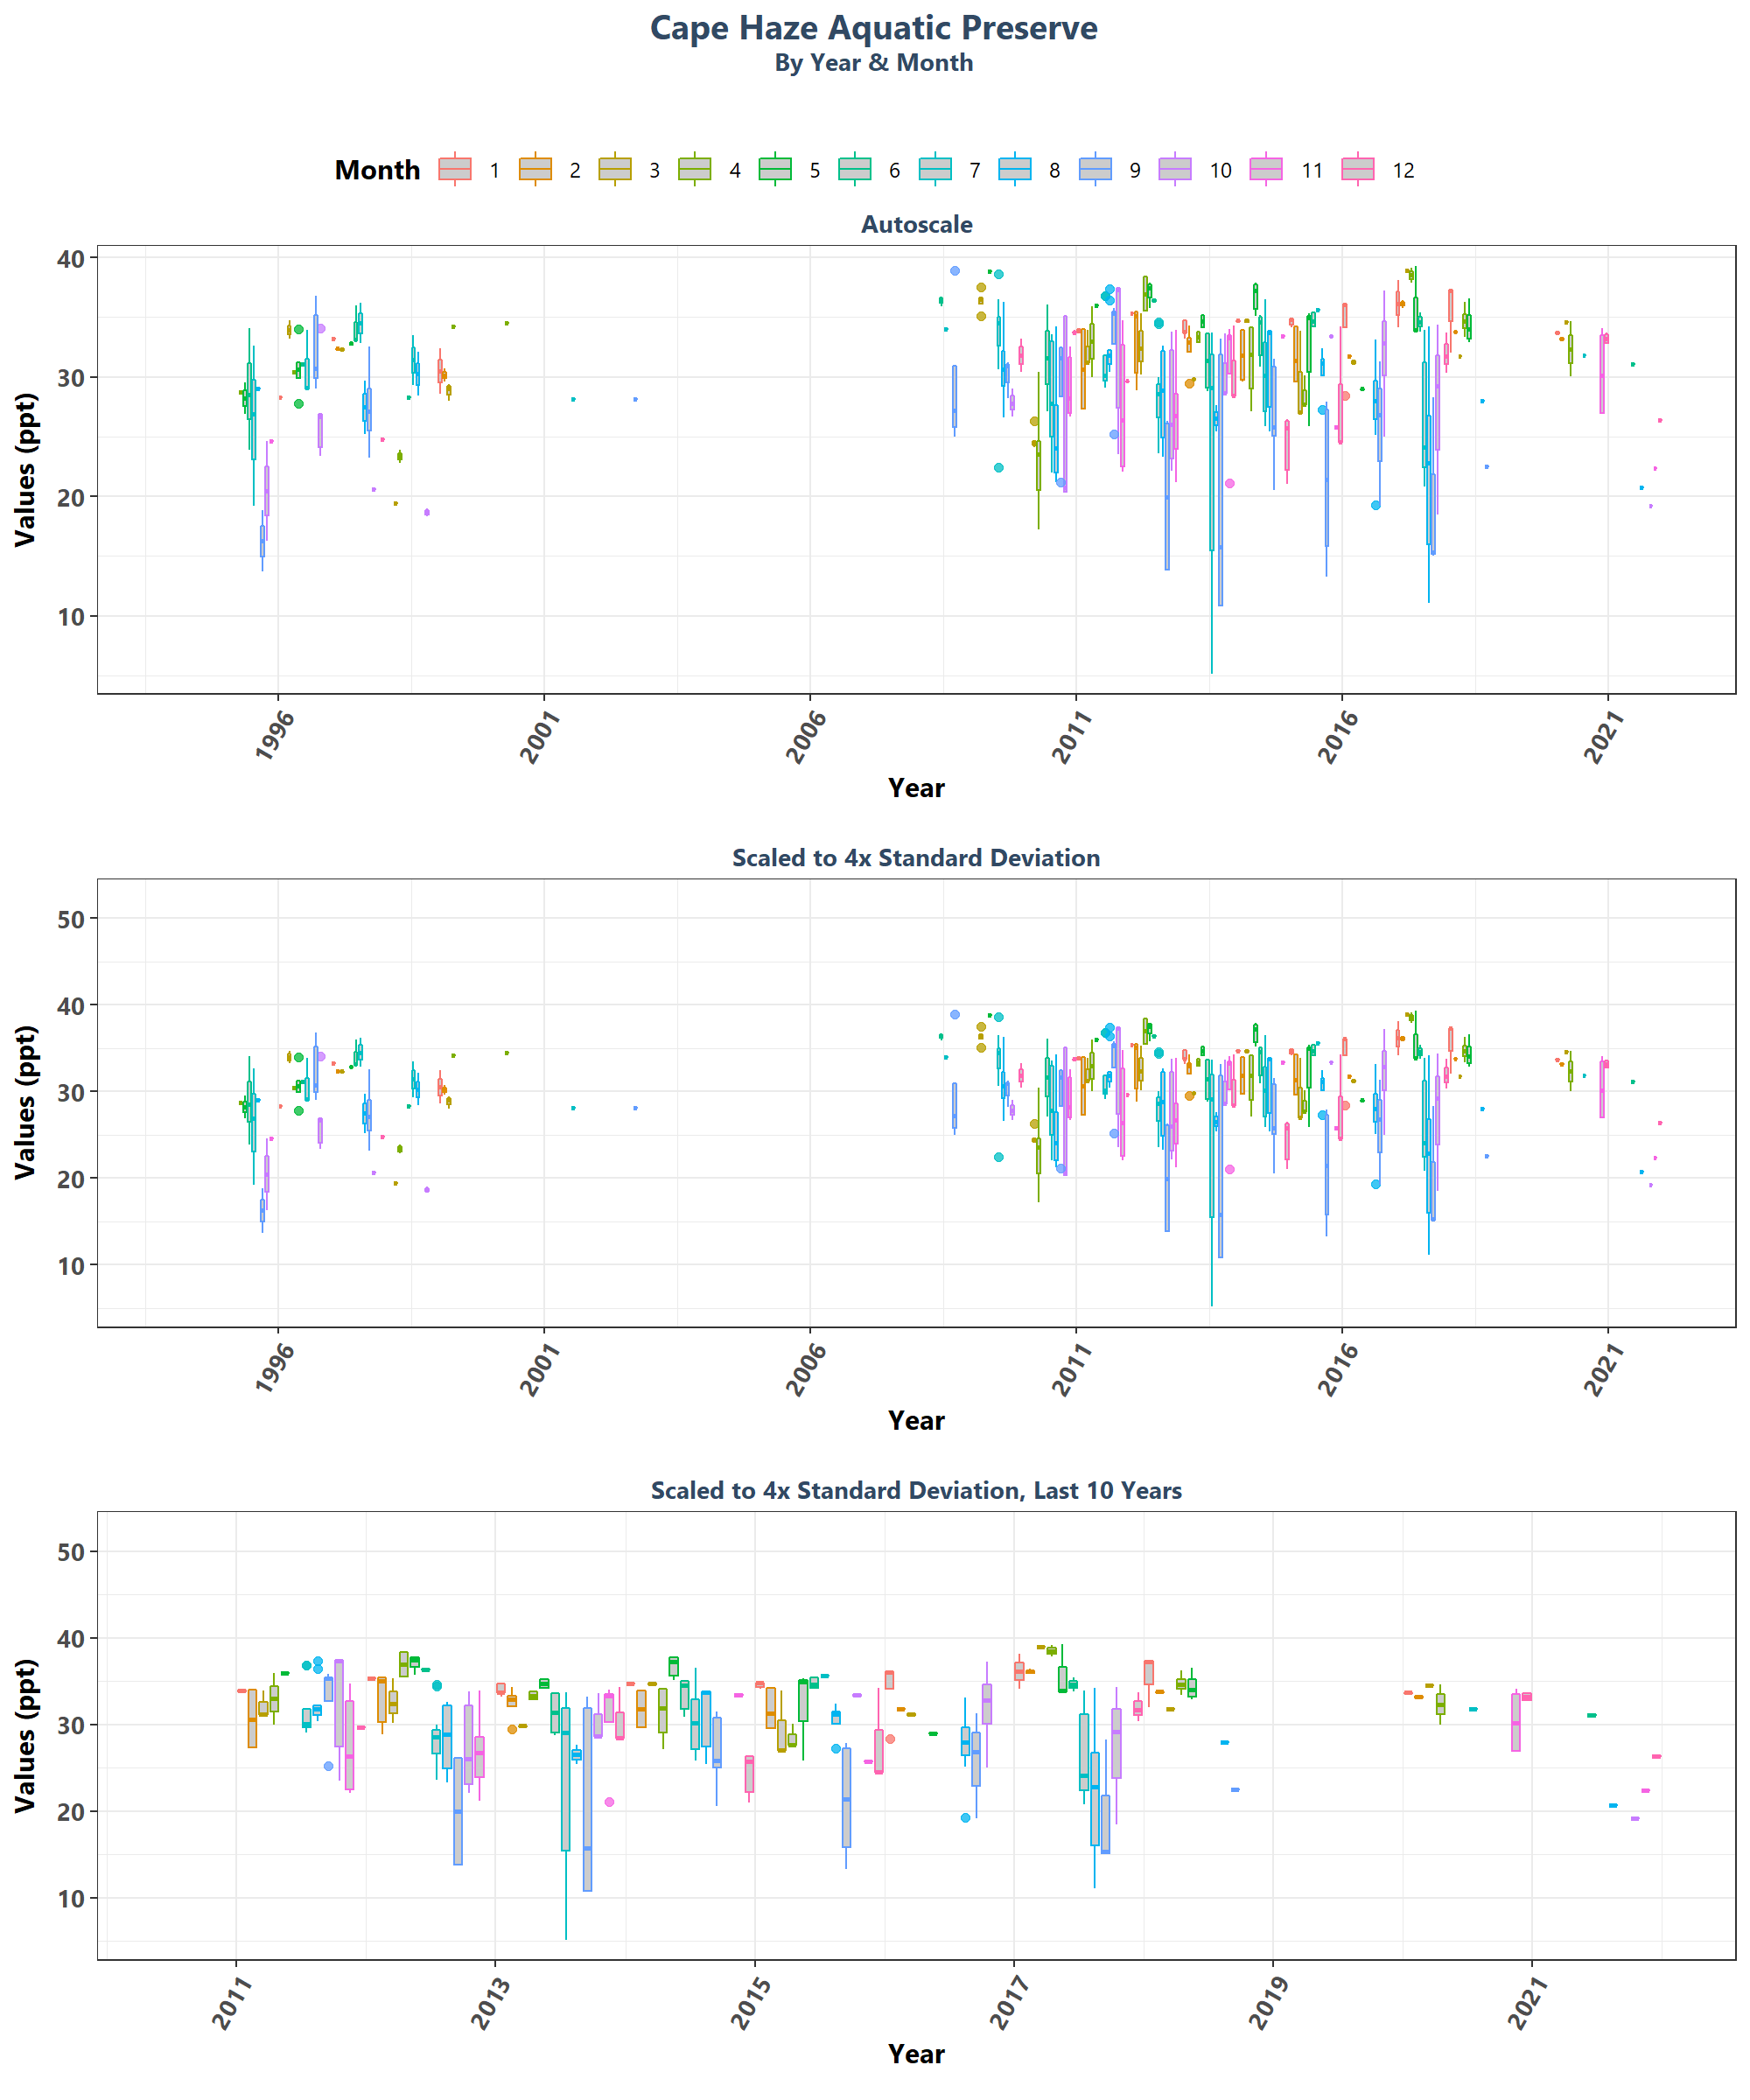 Cape Haze Aquatic Preserve
By Year & Month
Month 1 2 3 4 5 6 7 8 9 10 11 12
Autoscale
Values (ppt)
40
30
20
10
1996 2001 2006 2011 2016 2021
Year
Scaled to 4x Standard Deviation
Values (ppt)
50
40
30
20
10
1996 2001 2006 2011 2016 2021
Year
Scaled to 4x Standard Deviation, Last 10 Years
Values (ppt)
50
40
30
20
10
2011 2013 2015 2017 2019 2021
Year